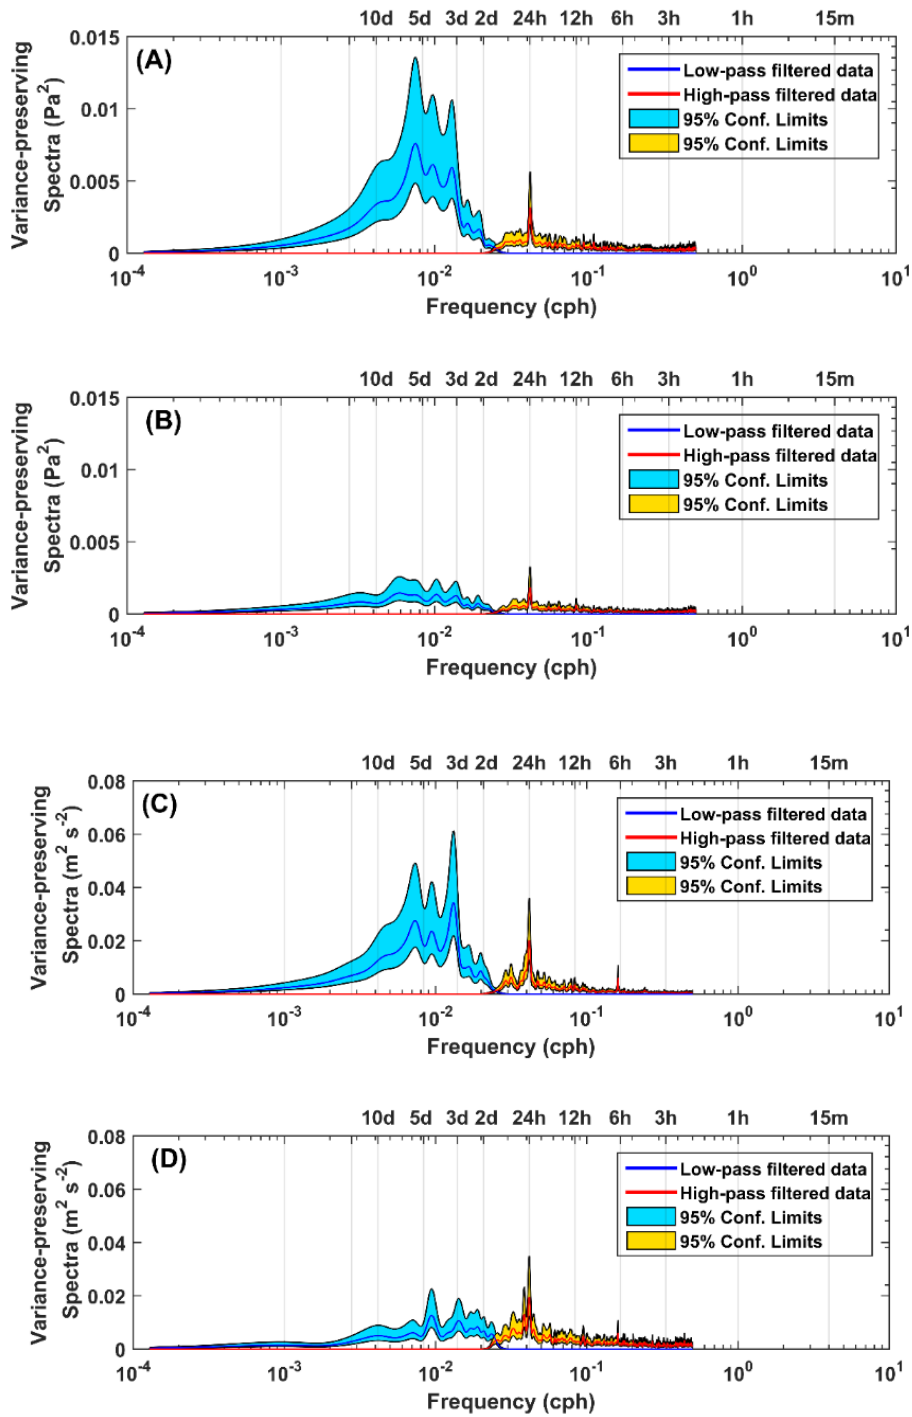 10d 5d 3d 2d 24h 12h 6h 3h 1h 15m
(A)
Variance-preserving
Spectra (Pa²)
0.015
0.01
0.005
0
Low-pass filtered data
High-pass filtered data
95% Conf. Limits
95% Conf. Limits
10⁻⁴ 10⁻³ 10⁻² 10⁻¹ 10⁰ 10¹
Frequency (cph)
10d 5d 3d 2d 24h 12h 6h 3h 1h 15m
(B)
Variance-preserving
Spectra (Pa²)
0.015
0.01
0.005
0
Low-pass filtered data
High-pass filtered data
95% Conf. Limits
95% Conf. Limits
10⁻⁴ 10⁻³ 10⁻² 10⁻¹ 10⁰ 10¹
Frequency (cph)
10d 5d 3d 2d 24h 12h 6h 3h 1h 15m
(C)
Variance-preserving
Spectra (m² s⁻²)
0.08
0.06
0.04
0.02
0
Low-pass filtered data
High-pass filtered data
95% Conf. Limits
95% Conf. Limits
10⁻⁴ 10⁻³ 10⁻² 10⁻¹ 10⁰ 10¹
Frequency (cph)
10d 5d 3d 2d 24h 12h 6h 3h 1h 15m
(D)
Variance-preserving
Spectra (m² s⁻²)
0.08
0.06
0.04
0.02
0
Low-pass filtered data
High-pass filtered data
95% Conf. Limits
95% Conf. Limits
10⁻⁴ 10⁻³ 10⁻² 10⁻¹ 10⁰ 10¹
Frequency (cph)